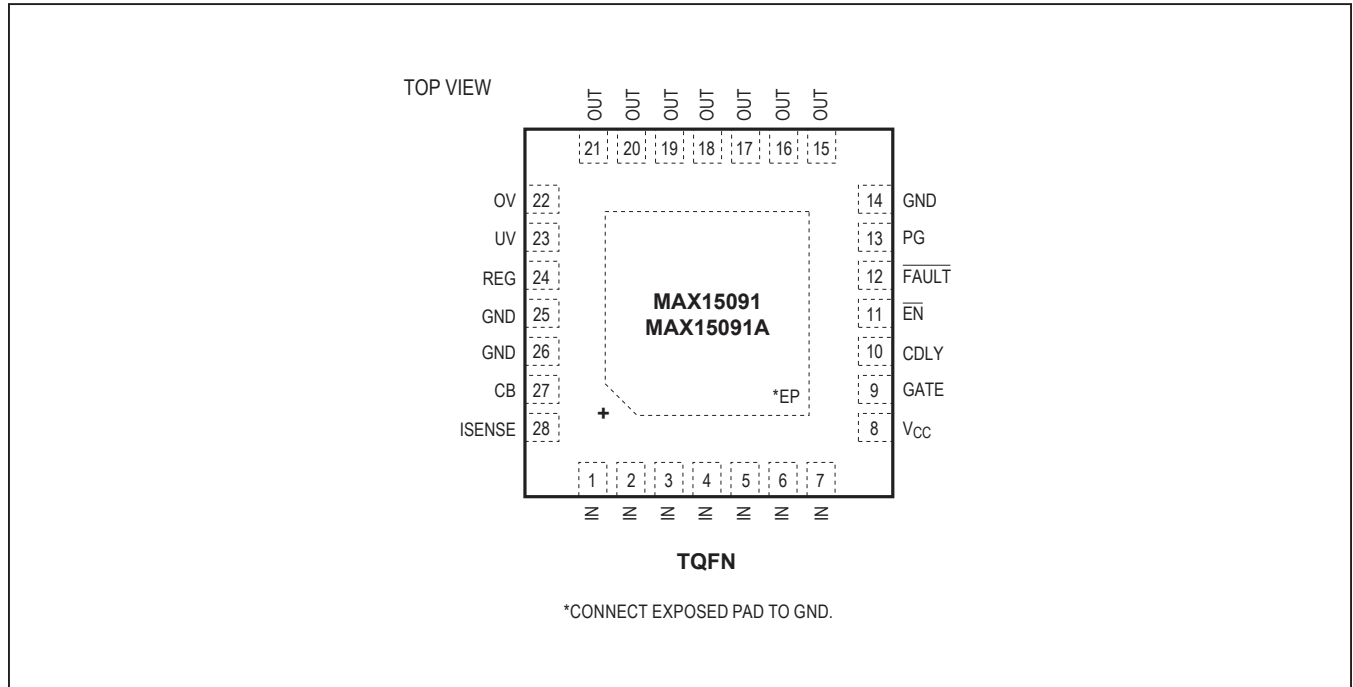 TOP VIEW
OUT OUT OUT OUT OUT OUT OUT
21 20 19 18 17 16 15
OV 22
14 GND
UV 23
13 PG
REG 24
12 FAULT
GND 25
11 EN
GND 26
10 CDLY
CB 27
9 GATE
ISENSE 28
8 VCC
MAX15091
MAX15091A
*EP
+
1 2 3 4 5 6 7
IN IN IN IN IN IN IN
TQFN
*CONNECT EXPOSED PAD TO GND.